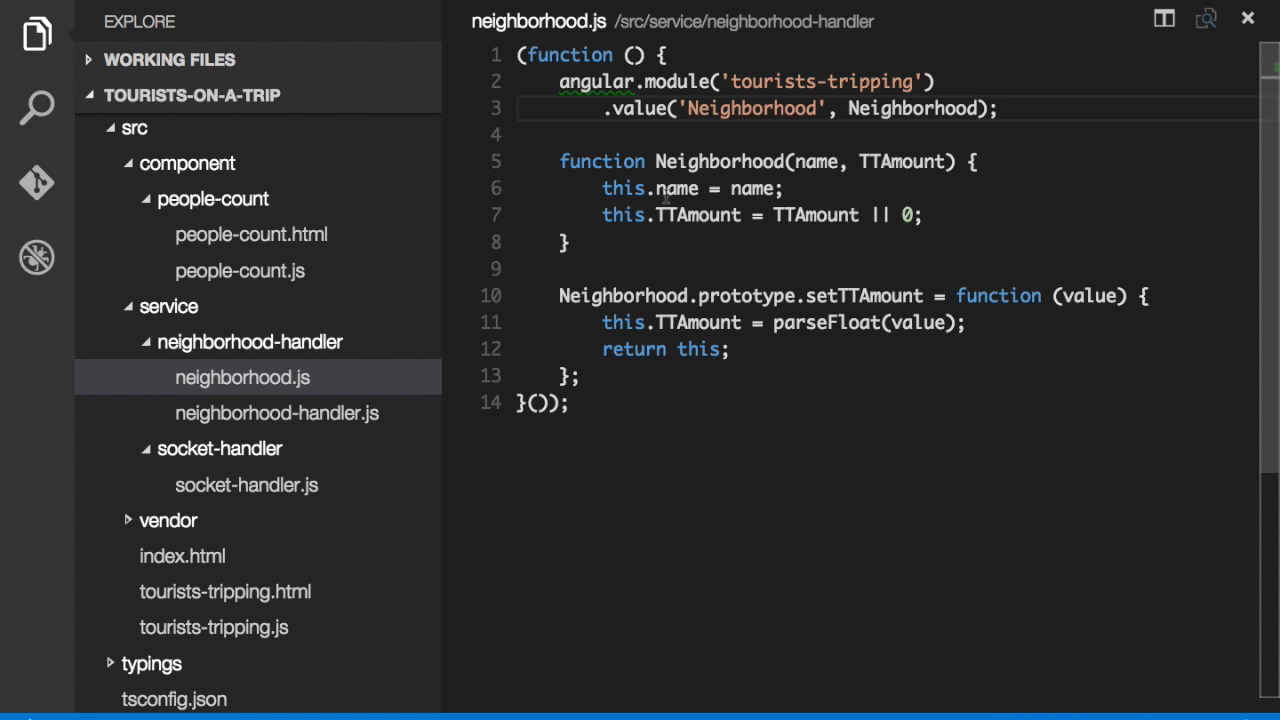 EXPLORE
WORKING FILES
TOURISTS-ON-A-TRIP
src
component
people-count
people-count.html
people-count.js
service
neighborhood-handler
neighborhood.js
neighborhood-handler.js
socket-handler
socket-handler.js
vendor
index.html
tourists-tripping.html
tourists-tripping.js
typings
tsconfig.json
neighborhood.js /src/service/neighborhood-handler
1 (function () {
2 angular.module('tourists-tripping')
3 .value('Neighborhood', Neighborhood);
4
5 function Neighborhood(name, TTAmount) {
6 this.name = name;
7 this.TTAmount = TTAmount || 0;
8 }
9
10 Neighborhood.prototype.setTTAmount = function (value) {
11 this.TTAmount = parseFloat(value);
12 return this;
13 };
14 }());